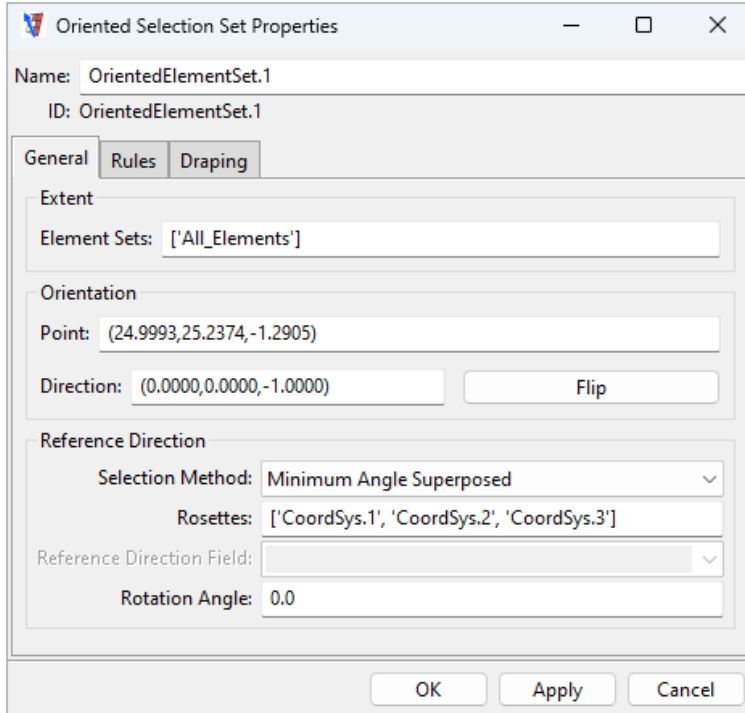 Oriented Selection Set Properties
Name: OrientedElementSet.1
ID: OrientedElementSet.1
General Rules Draping
Extent
Element Sets: ['All_Elements']
Orientation
Point: (24.9993,25.2374,-1.2905)
Direction: (0.0000,0.0000,-1.0000) Flip
Reference Direction
Selection Method: Minimum Angle Superposed
Rosettes: ['CoordSys.1', 'CoordSys.2', 'CoordSys.3']
Reference Direction Field:
Rotation Angle: 0.0
OK Apply Cancel